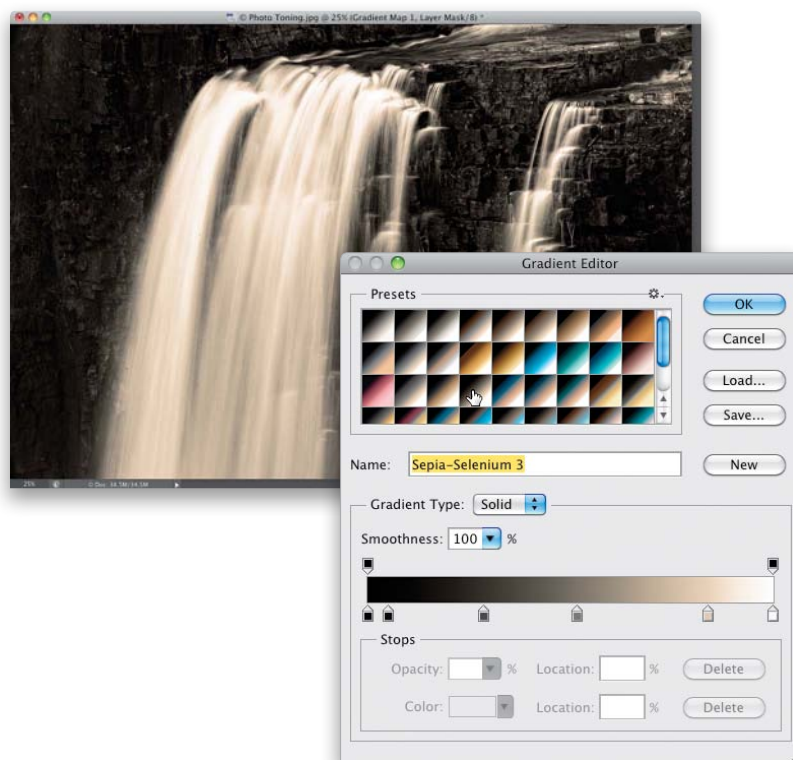 © Photo Toning.jpg @ 25% (Gradient Map 1, Layer Mask/8) *
25%
Gradient Editor
Presets
OK
Cancel
Load...
Save...
Name: Sepia-Selenium 3
New
Gradient Type: Solid
Smoothness: 100 %
Stops
Opacity: % Location: % Delete
Color: Location: % Delete